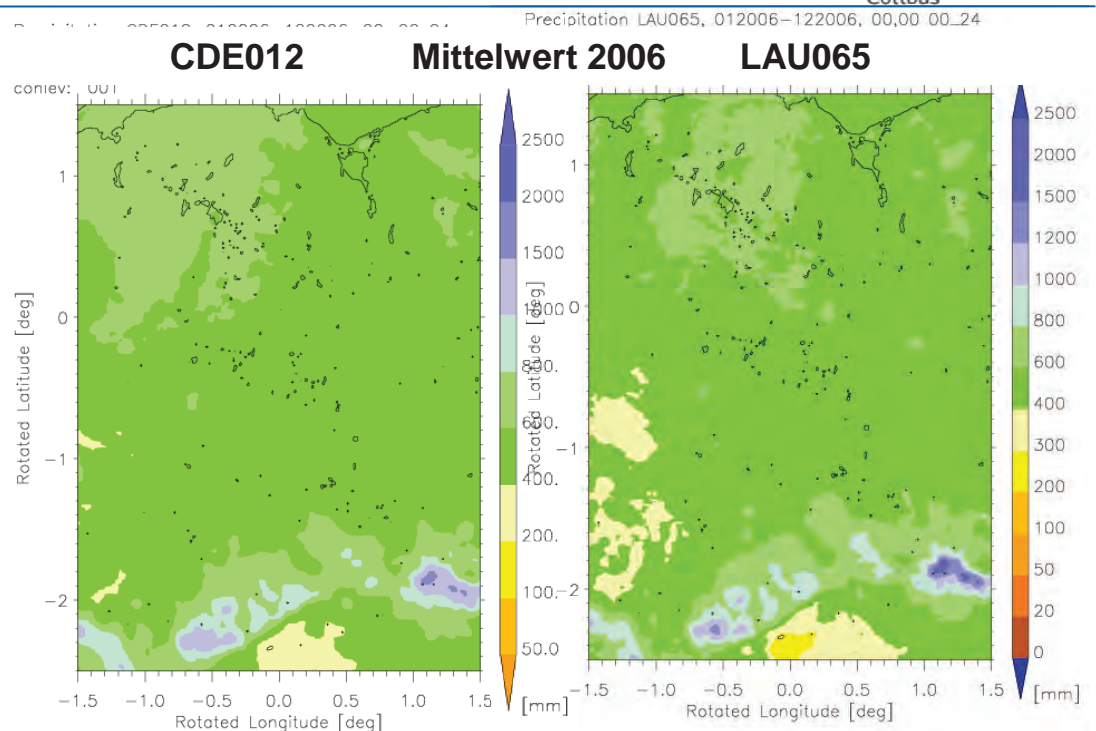 Cottbus
Precipitation LAU065, 012006-122006, 00,00 00_24
CDE012 Mittelwert 2006 LAU065
conlev: 001
2500
2000
1500
1000
800.
600.
400.
200.
100.
50.0
[mm]
Rotated Latitude [deg]
1
0
-1
-2
-1.5 -1.0 -0.5 0.0 0.5 1.0 1.5
Rotated Longitude [deg]
Rotated Latitude [deg]
1
0
-1
-2
-1.5 -1.0 -0.5 0.0 0.5 1.0 1.5
Rotated Longitude [deg]
2500
2000
1500
1200
1000
800
600
400
300
200
100
50
20
0
[mm]